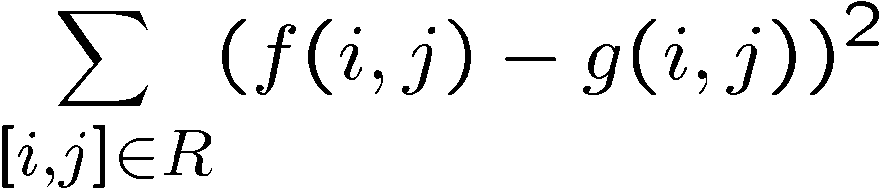 ∑ (f(i, j) − g(i, j))²
[i,j]∈R